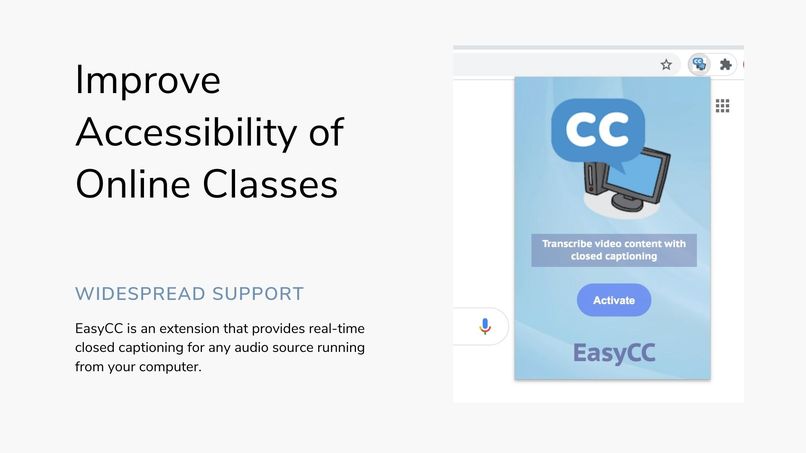 Improve
Accessibility of
Online Classes
WIDESPREAD SUPPORT
EasyCC is an extension that provides real-time
closed captioning for any audio source running
from your computer.
CC
Transcribe video content with
closed captioning
Activate
EasyCC